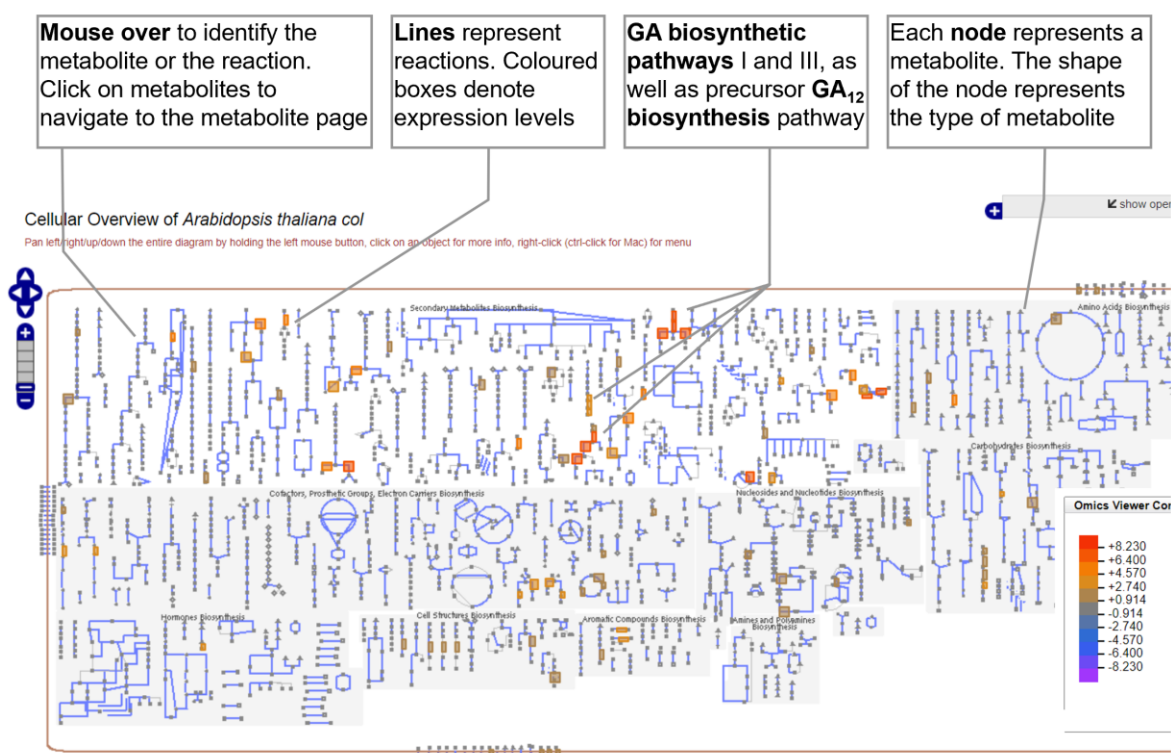 Mouse over to identify the
metabolite or the reaction.
Click on metabolites to
navigate to the metabolite page
Lines represent
reactions. Coloured
boxes denote
expression levels
GA biosynthetic
pathways I and III, as
well as precursor GA12
biosynthesis pathway
Each node represents a
metabolite. The shape
of the node represents
the type of metabolite
Cellular Overview of Arabidopsis thaliana col
show oper
Pan left/right/up/down the entire diagram by holding the left mouse button, click on an object for more info, right-click (ctrl-click for Mac) for menu
Secondary Metabolites Biosynthesis
Amino Acids Biosynthesis
Carbohydrates Biosynthesis
Cofactors, Prosthetic Groups, Electron Carriers Biosynthesis
Nucleosides and Nucleotides Biosynthesis
Omics Viewer Con
+8.230
+6.400
+4.570
+2.740
+0.914
-0.914
-2.740
-4.570
-6.400
-8.230
Hormones Biosynthesis
Cell Structures Biosynthesis
Aromatic Compounds Biosynthesis
Amines and Polyamines
Biosynthesis